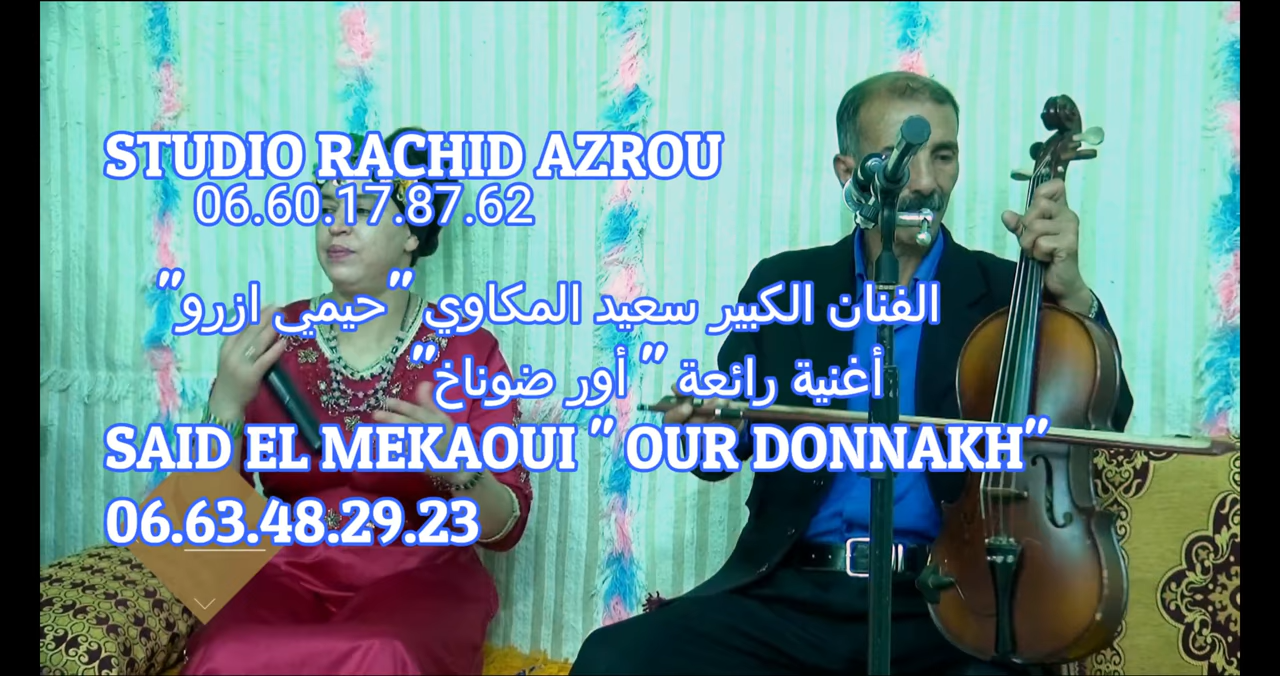 STUDIO RACHID AZROU
06.60.17.87.62
الفنان الكبير سعيد المكاوي "حيمي ازرو"
أغنية رائعة " أور ضوناخ"
SAID EL MEKAOUI " OUR DONNAKH"
06.63.48.29.23